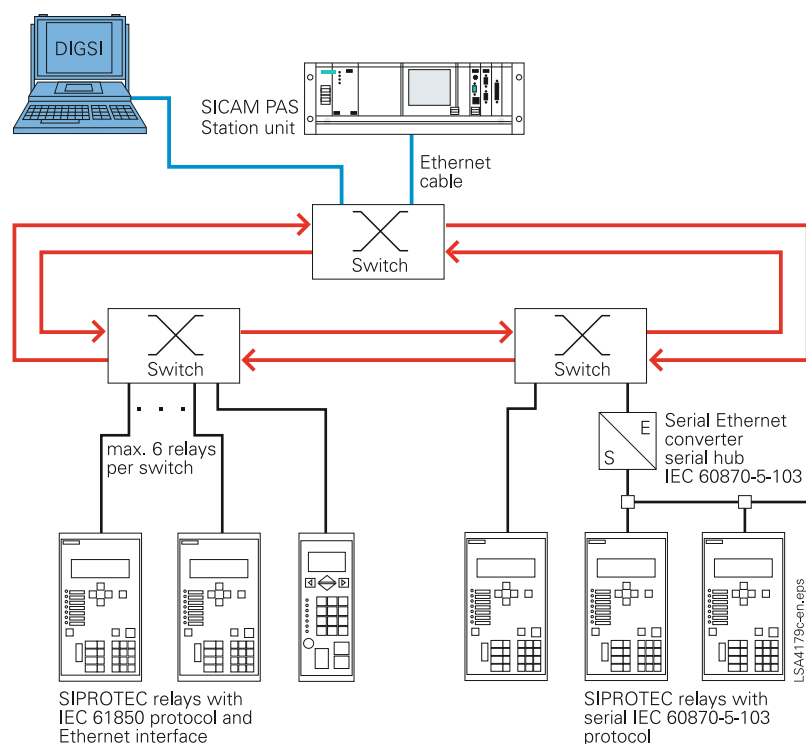 DIGSI
SICAM PAS
Station unit
Ethernet
cable
Switch
Switch
Switch
max. 6 relays
per switch
E
S
Serial Ethernet
converter
serial hub
IEC 60870-5-103
SIPROTEC relays with
IEC 61850 protocol and
Ethernet interface
SIPROTEC relays with
serial IEC 60870-5-103
protocol
LSA4179c-en.eps